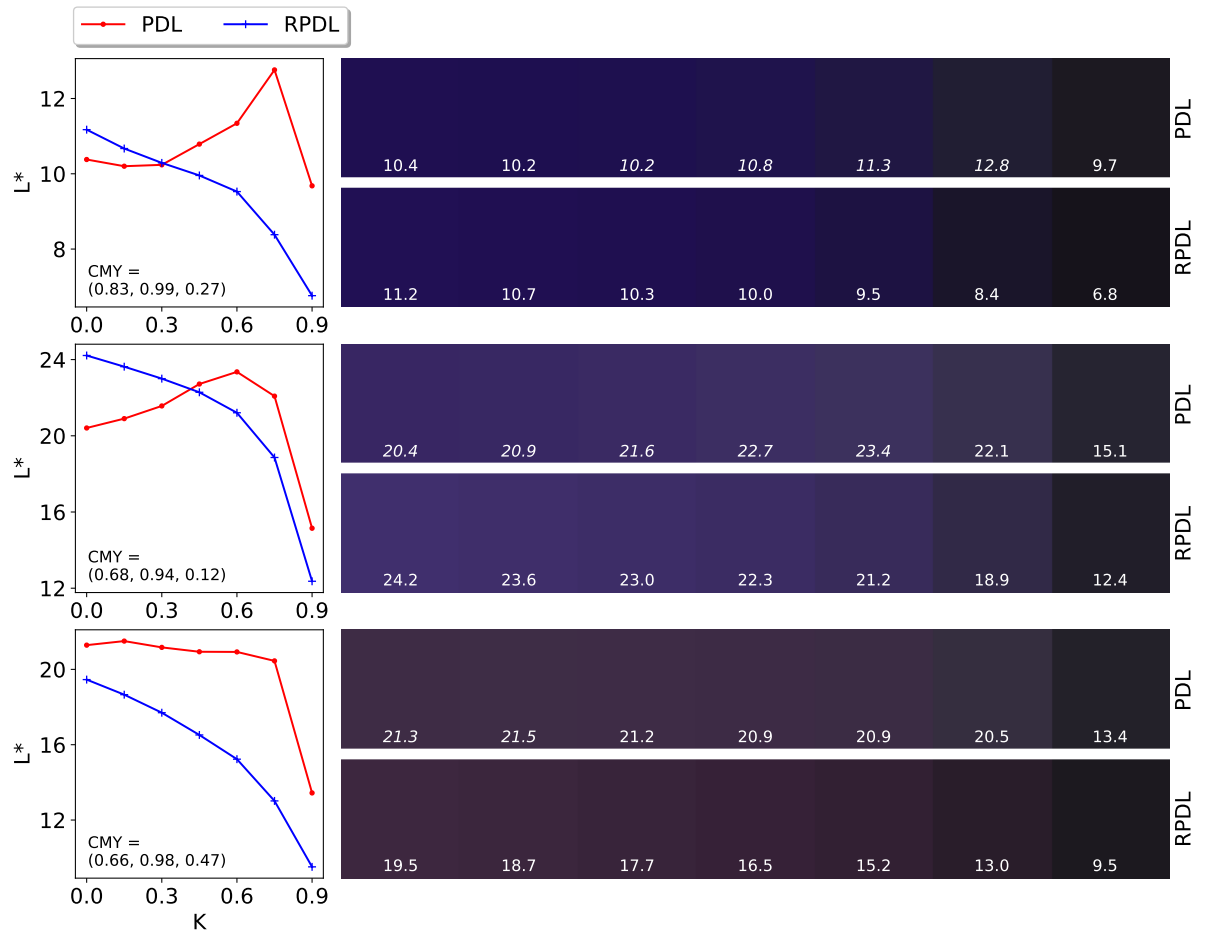 PDL RPDL
12
10
8
L*
CMY =
(0.83, 0.99, 0.27)
0.0 0.3 0.6 0.9
10.4 10.2 10.2 10.8 11.3 12.8 9.7
PDL
11.2 10.7 10.3 10.0 9.5 8.4 6.8
RPDL
24
20
16
12
L*
CMY =
(0.68, 0.94, 0.12)
0.0 0.3 0.6 0.9
20.4 20.9 21.6 22.7 23.4 22.1 15.1
PDL
24.2 23.6 23.0 22.3 21.2 18.9 12.4
RPDL
20
16
12
L*
CMY =
(0.66, 0.98, 0.47)
0.0 0.3 0.6 0.9
K
21.3 21.5 21.2 20.9 20.9 20.5 13.4
PDL
19.5 18.7 17.7 16.5 15.2 13.0 9.5
RPDL